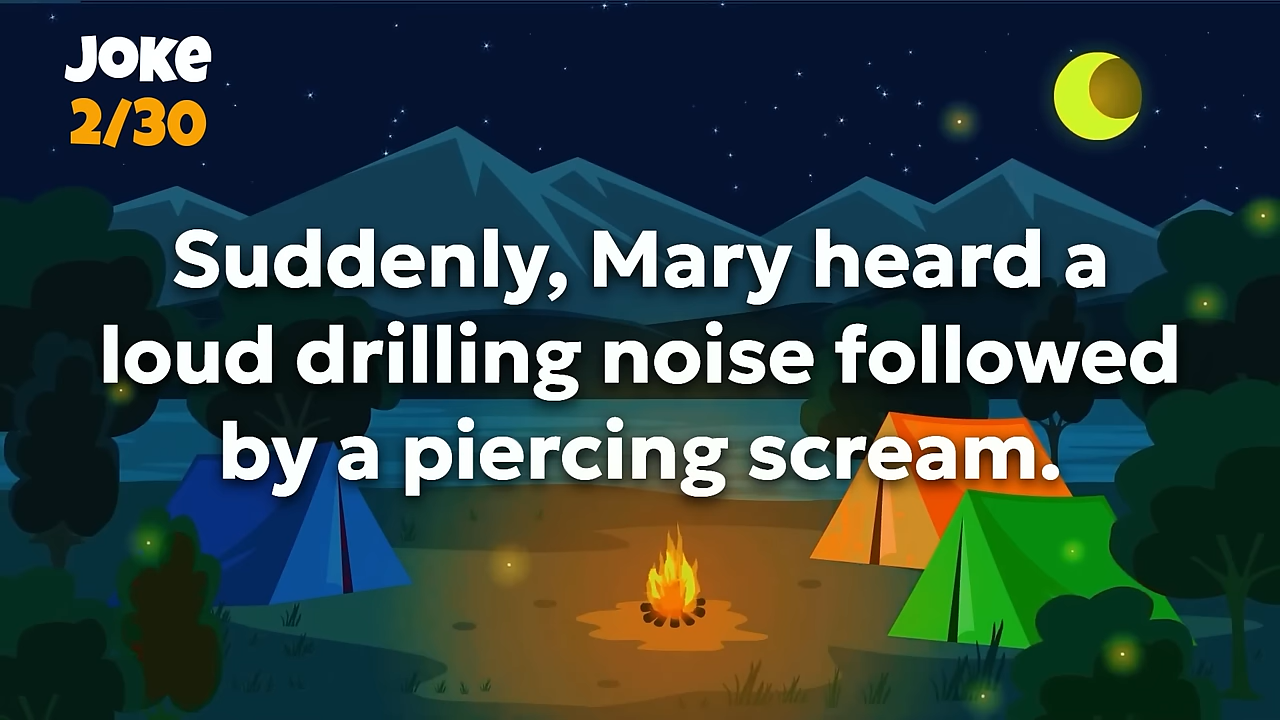 JOKE
2/30
Suddenly, Mary heard a
loud drilling noise followed
by a piercing scream.